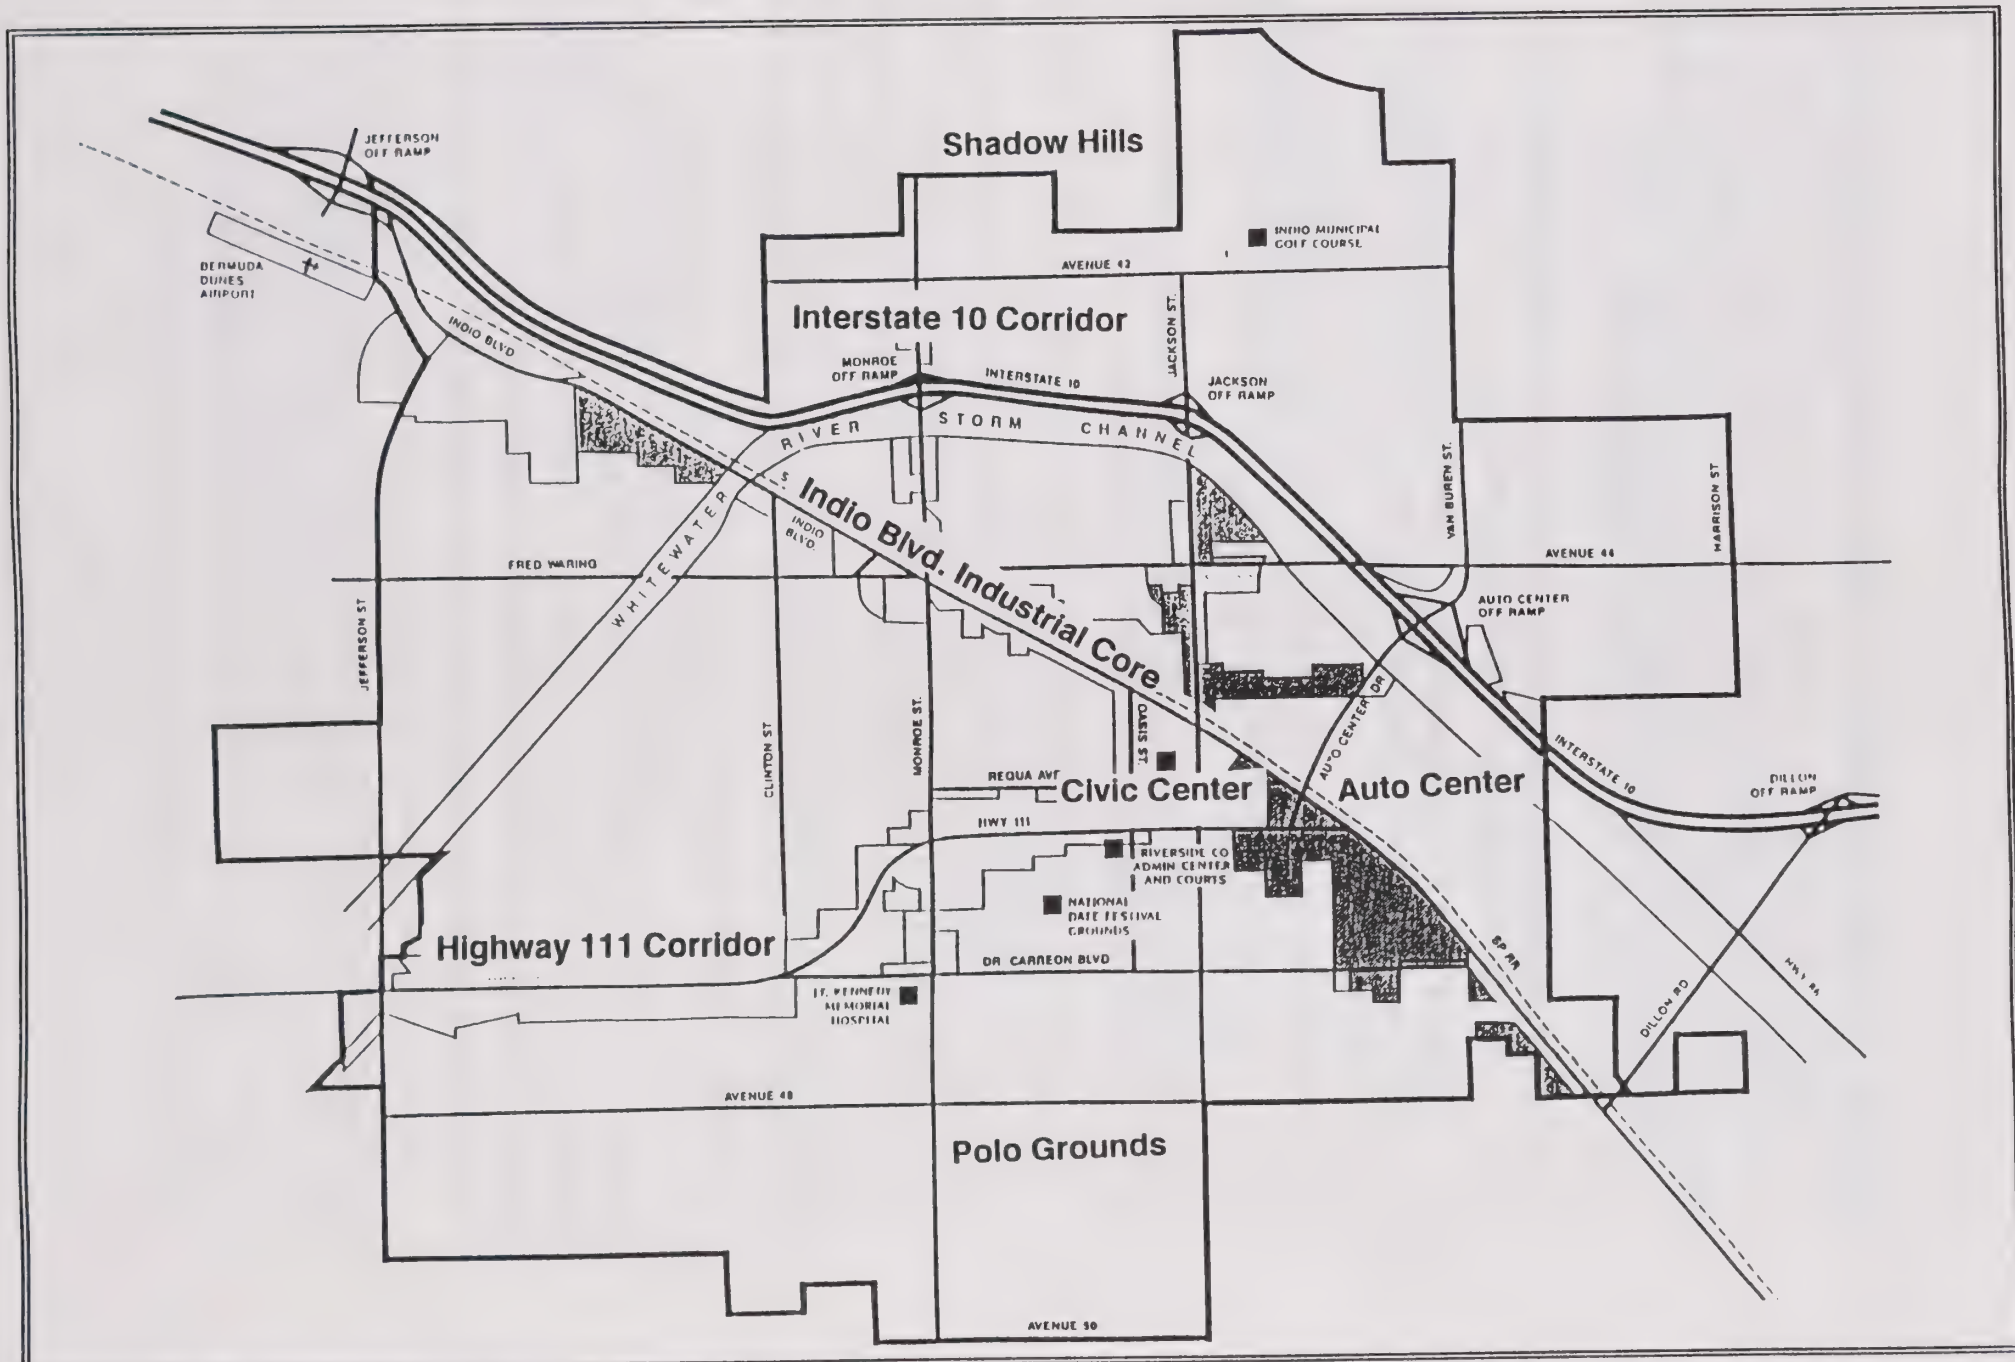 JEFFERSON
OFF RAMP
Shadow Hills
INDIO MUNICIPAL
GOLF COURSE
BERMUDA
DUNES
AIRPORT
AVENUE 42
Interstate 10 Corridor
JACKSON ST.
INDIO BLVD
MONROE
OFF RAMP
INTERSTATE 10
JACKSON
OFF RAMP
RIVER STORM CHANNEL
VAN BUREN ST.
HARRISON ST
S
Indio Blvd. Industrial Core
INDIO
BLVD.
WHITEWATER
FRED WARING
AVENUE 44
AUTO CENTER
OFF RAMP
JEFFERSON ST
CLINTON ST
MONROE ST.
OASIS ST.
AUTO CENTER DR
INTERSTATE 10
DILLON
OFF RAMP
REQUA AVE
Civic Center
Auto Center
HWY 111
RIVERSIDE CO
ADMIN CENTER
AND COURTS
NATIONAL
DATE FESTIVAL
GROUNDS
Highway 111 Corridor
DR CARREON BLVD
SP RR
DILLON RD
KENNEDY
MEMORIAL
HOSPITAL
AVENUE 48
Polo Grounds
AVENUE 50